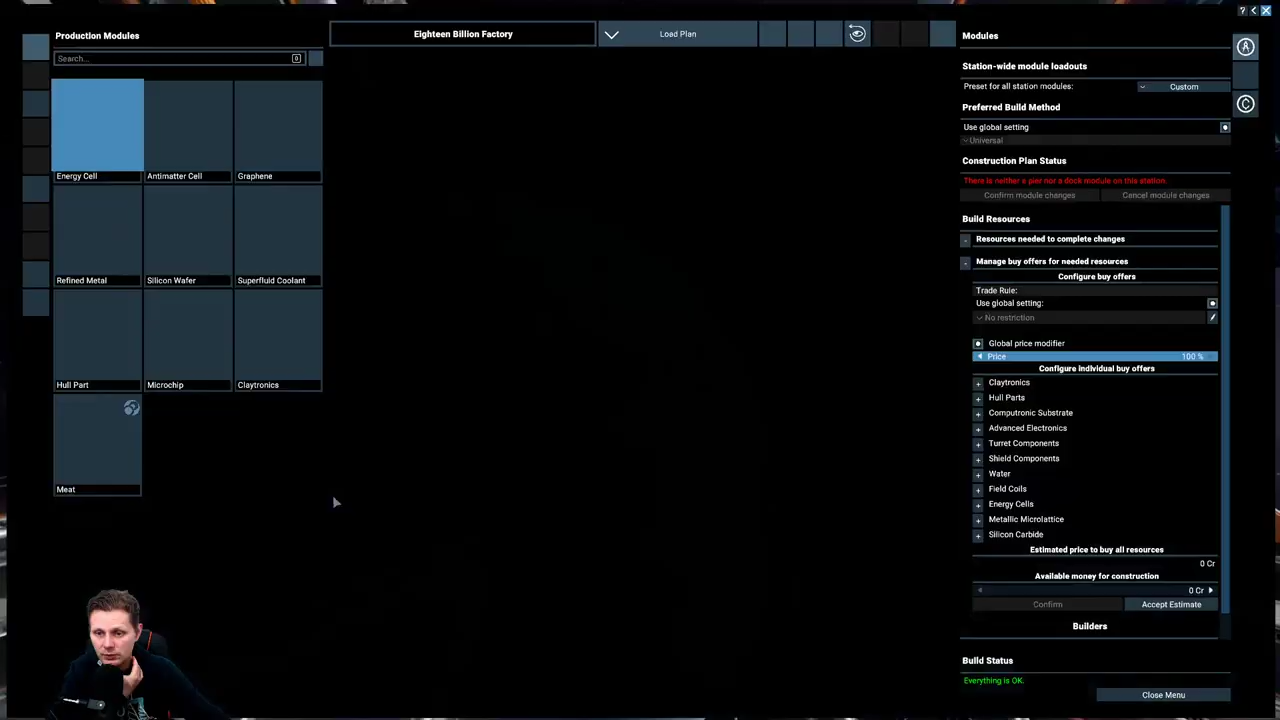 Production Modules
Search...
Energy Cell
Antimatter Cell
Graphene
Refined Metal
Silicon Wafer
Superfluid Coolant
Hull Part
Microchip
Claytronics
Meat
Eighteen Billion Factory
Load Plan
?
Modules
Station-wide module loadouts
Preset for all station modules:
Custom
Preferred Build Method
Use global setting
Universal
Construction Plan Status
There is neither a pier nor a dock module on this station.
Confirm module changes
Cancel module changes
Build Resources
- Resources needed to complete changes
- Manage buy offers for needed resources
Configure buy offers
Trade Rule:
Use global setting:
No restriction
Global price modifier
Price 100 %
Configure individual buy offers
+ Claytronics
+ Hull Parts
+ Computronic Substrate
+ Advanced Electronics
+ Turret Components
+ Shield Components
+ Water
+ Field Coils
+ Energy Cells
+ Metallic Microlattice
+ Silicon Carbide
Estimated price to buy all resources
0 Cr
Available money for construction
0 Cr
Confirm
Accept Estimate
Builders
Build Status
Everything is OK.
Close Menu
C